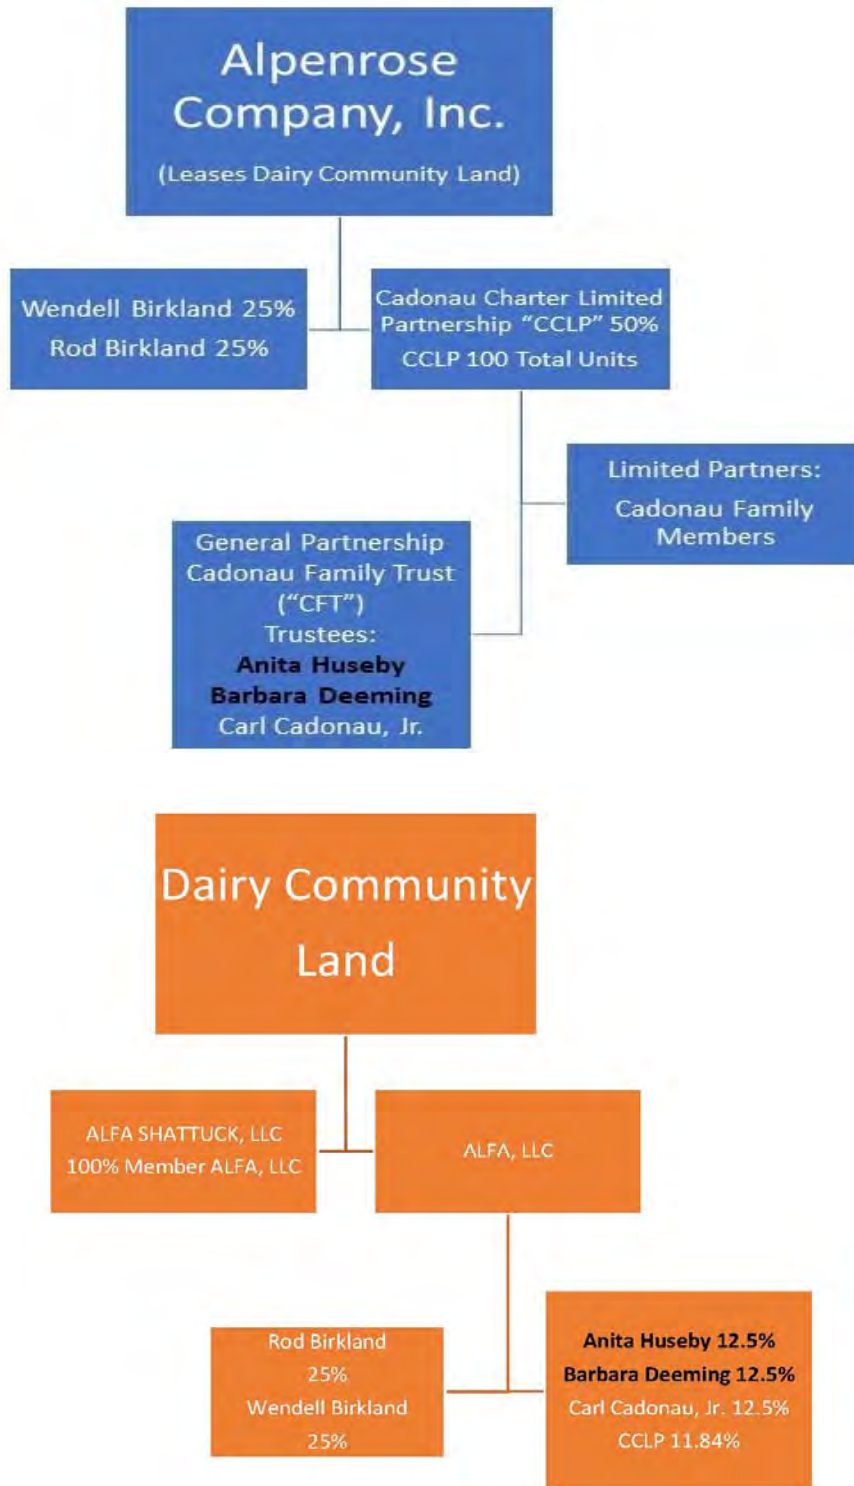 Alpenrose
Company, Inc.
(Leases Dairy Community Land)
Wendell Birkland 25%
Rod Birkland 25%
Cadonau Charter Limited
Partnership “CCLP” 50%
CCLP 100 Total Units
Limited Partners:
Cadonau Family
Members
General Partnership
Cadonau Family Trust
(“CFT”)
Trustees:
Anita Huseby
Barbara Deeming
Carl Cadonau, Jr.
Dairy Community
Land
ALFA SHATTUCK, LLC
100% Member ALFA, LLC
ALFA, LLC
Rod Birkland
25%
Wendell Birkland
25%
Anita Huseby 12.5%
Barbara Deeming 12.5%
Carl Cadonau, Jr. 12.5%
CCLP 11.84%